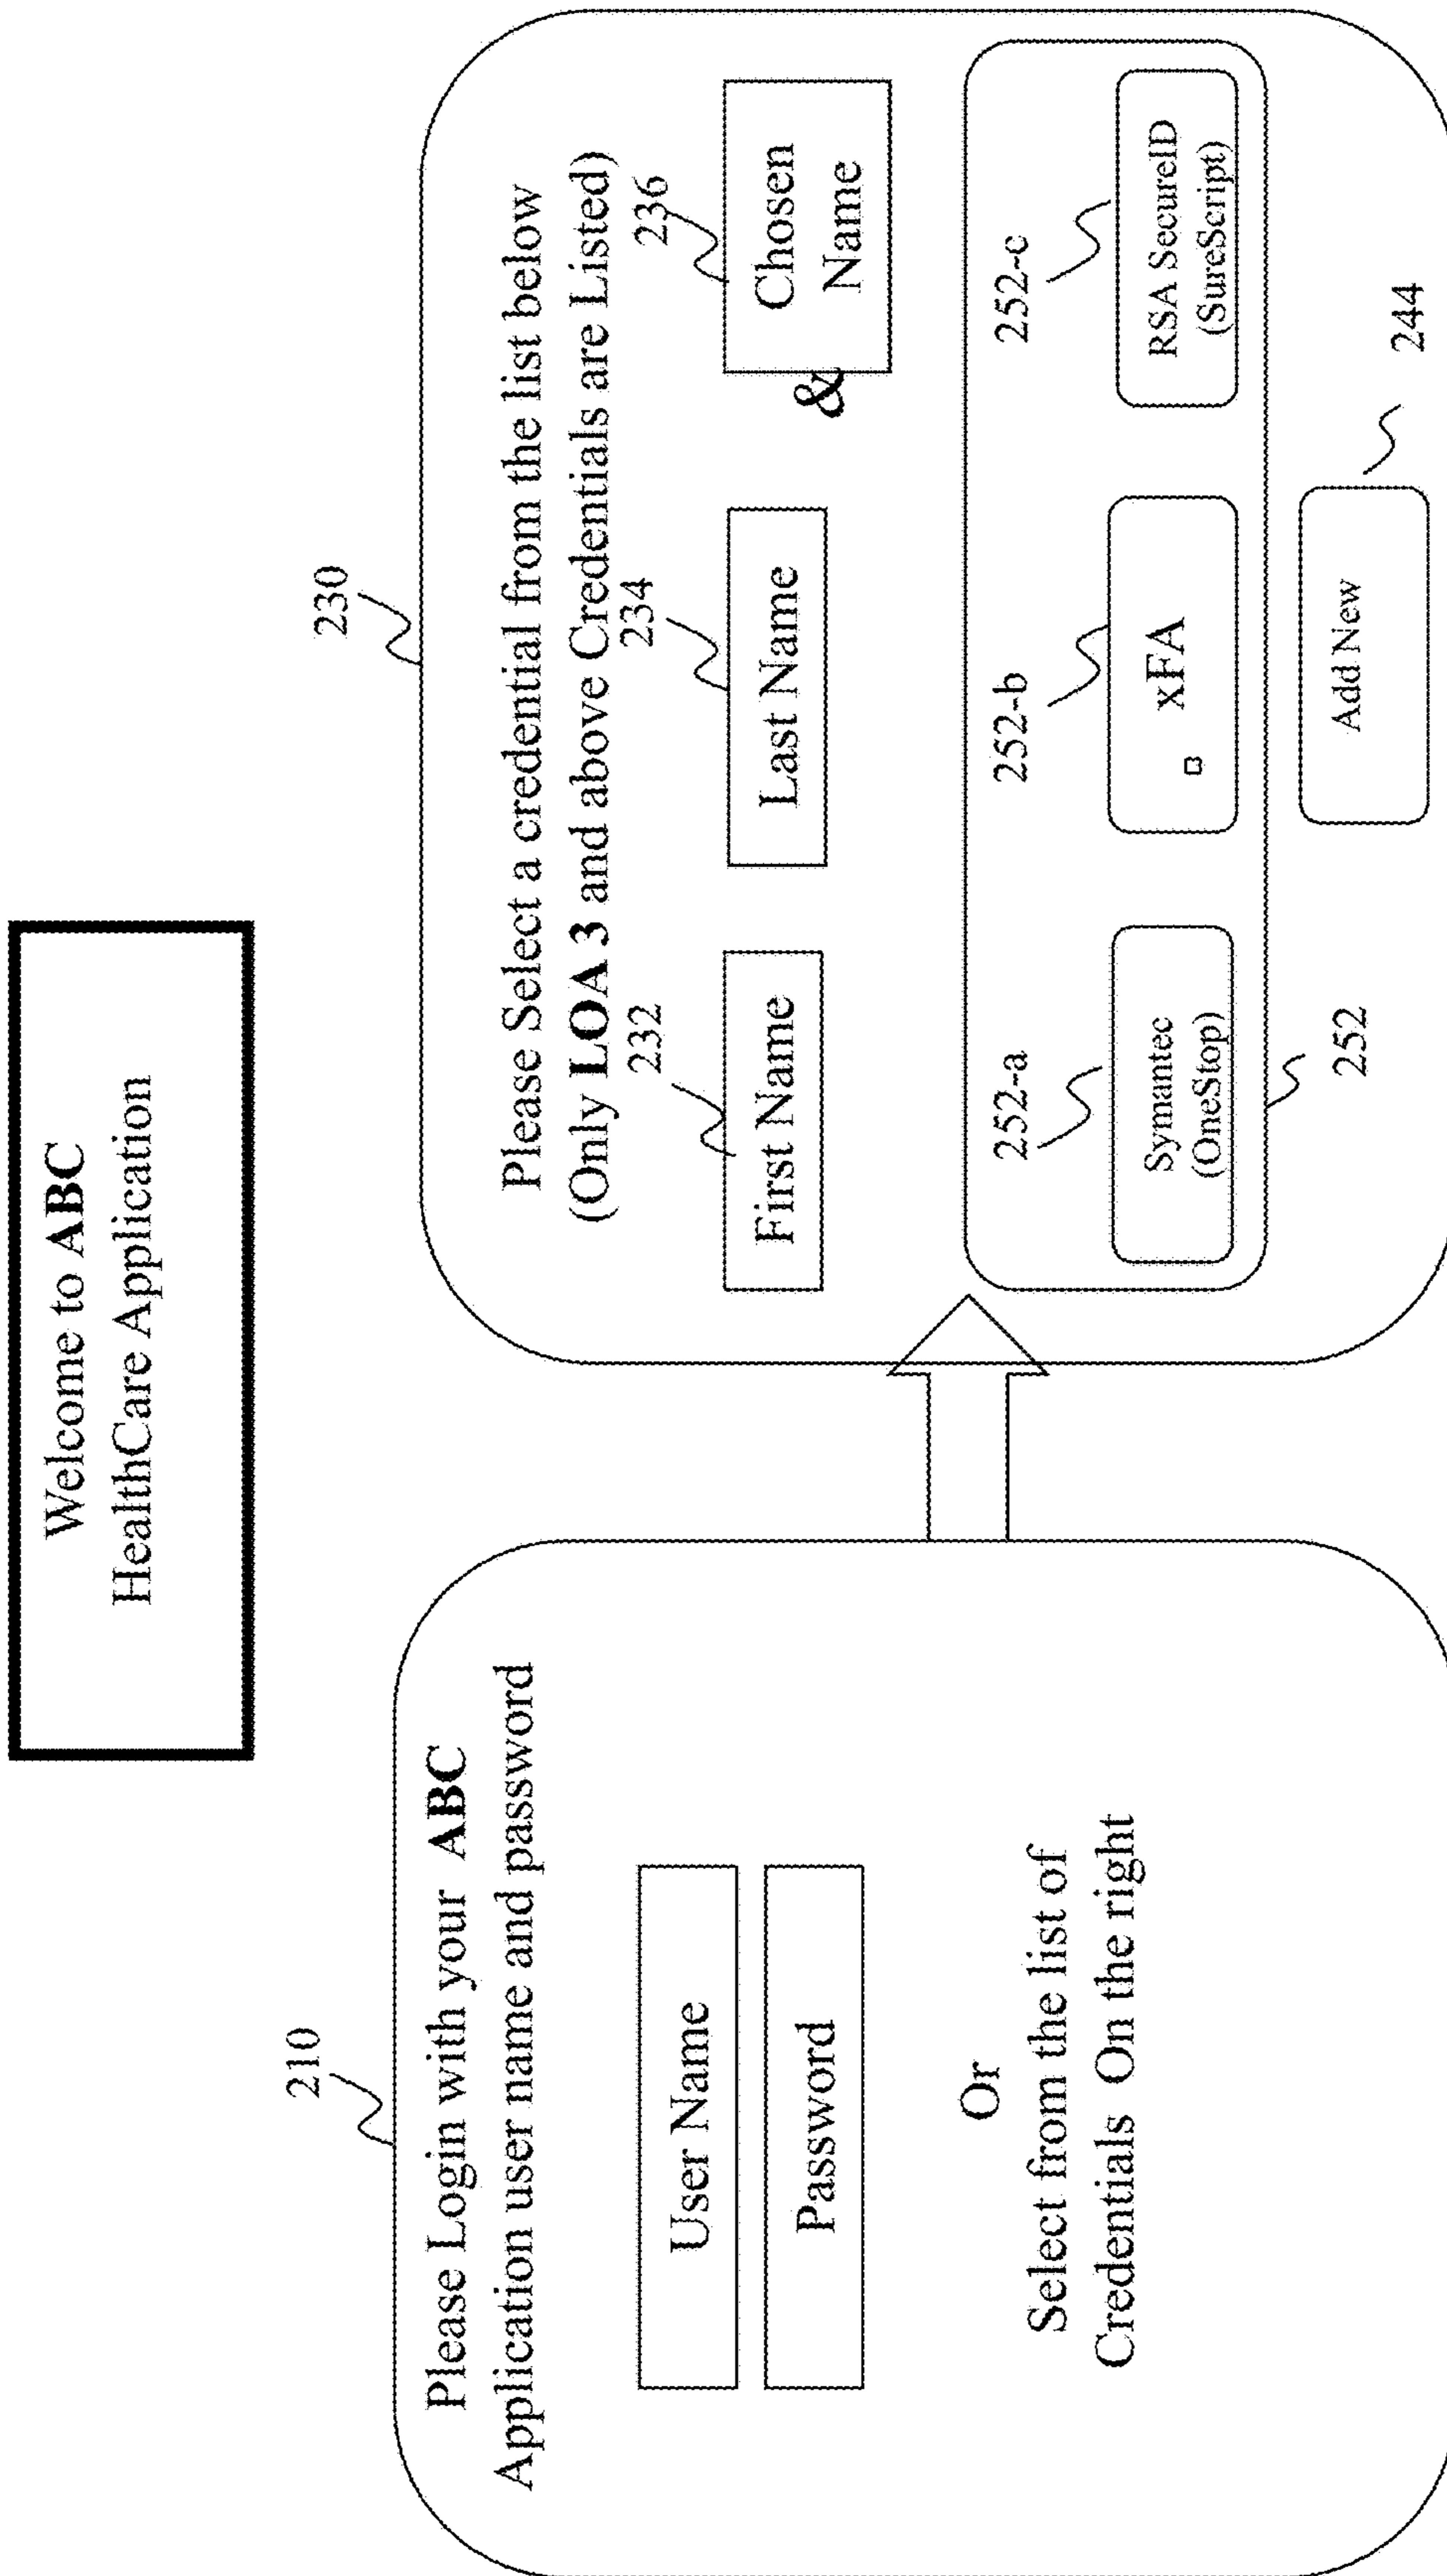 Welcome to ABC
HealthCare Application
210
Please Login with your ABC
Application user name and password
User Name
Password
Or
Select from the list of
Credentials On the right
230
Please Select a credential from the list below
(Only LOA 3 and above Credentials are Listed)
232
234
236
First Name
Last Name
&
Chosen
Name
252-a
252-b
252-c
Symantec
(OneStop)
xFA
RSA SecureID
(SureScript)
252
Add New
244